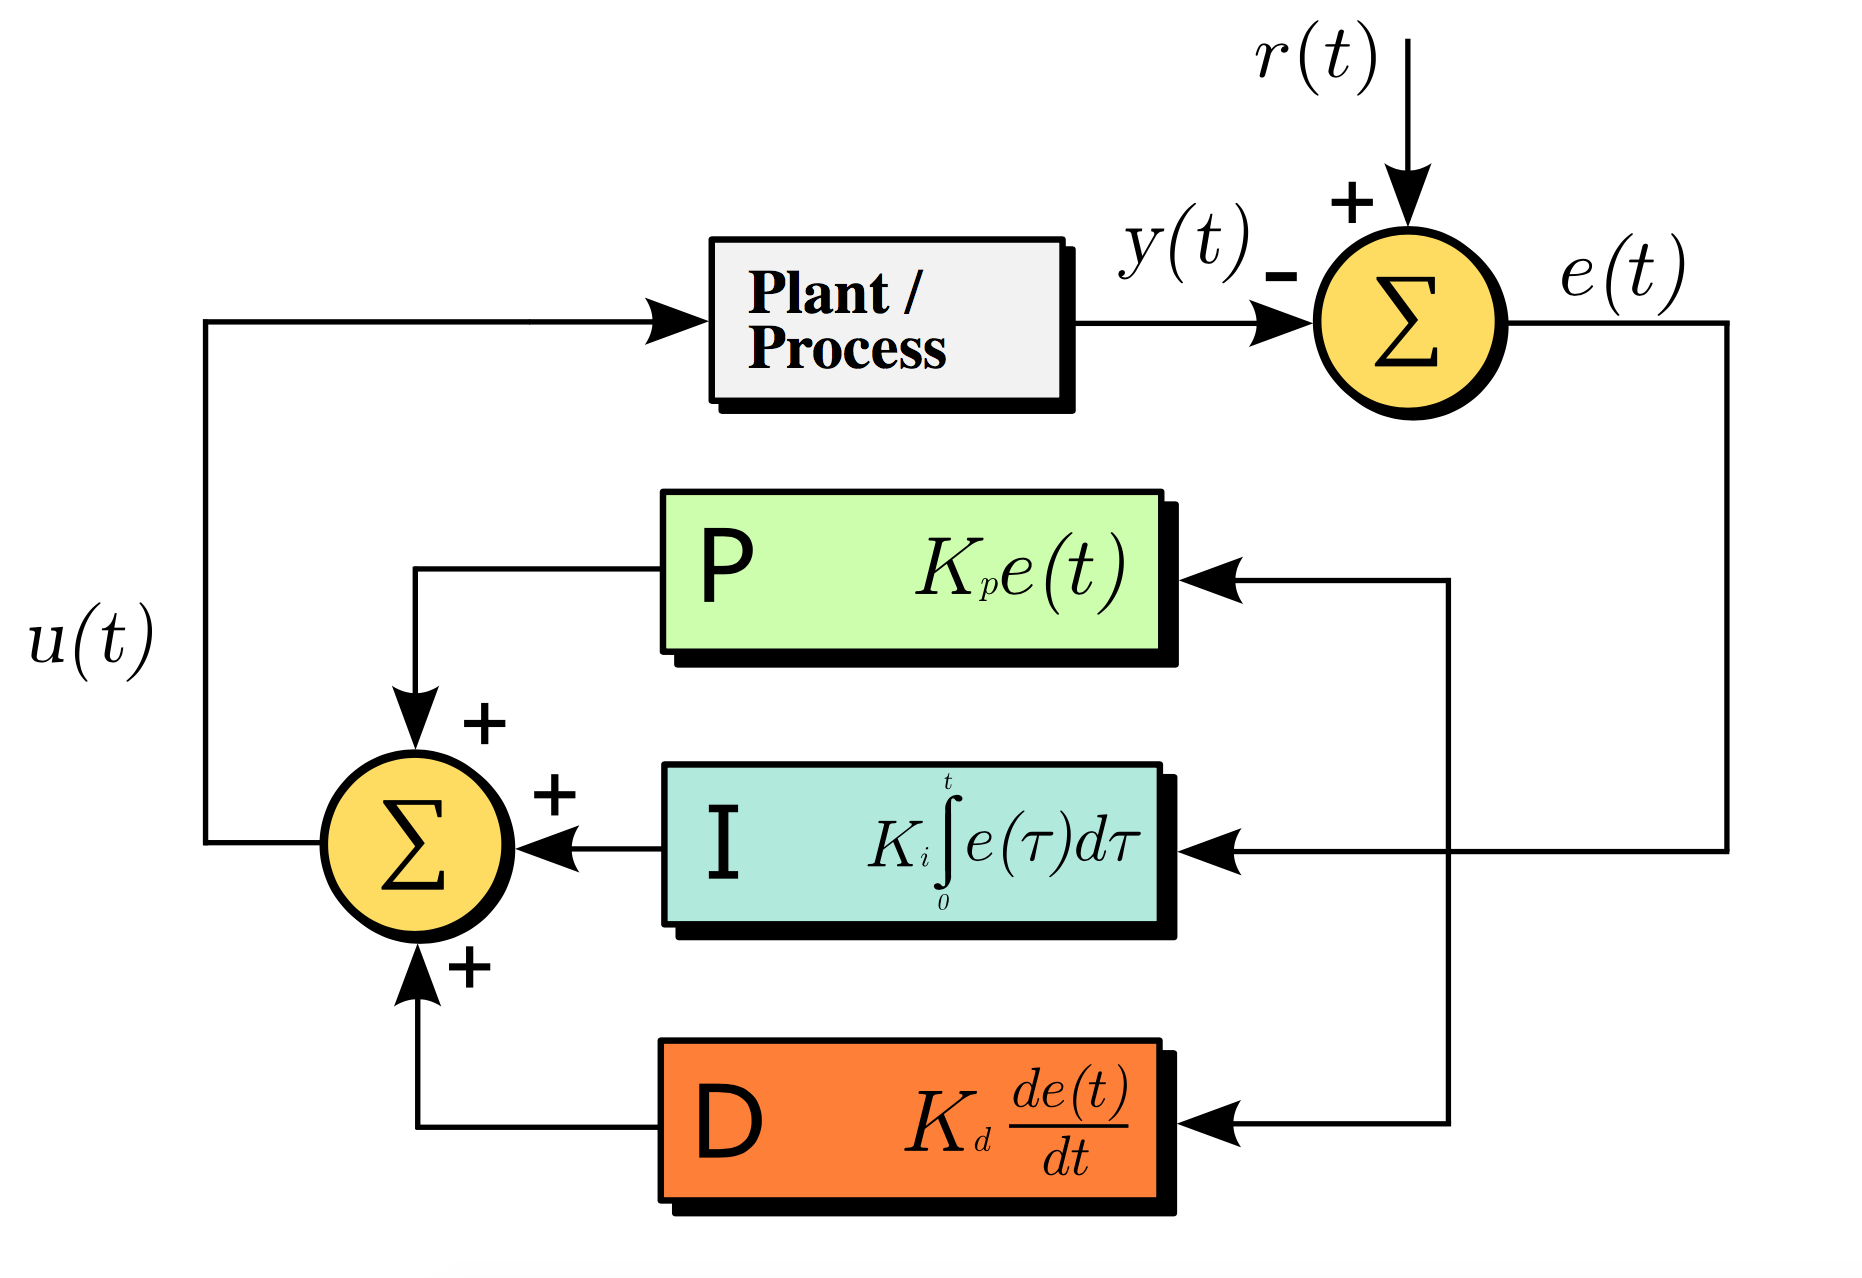 r(t)
+
y(t)
-
e(t)
Plant /
Process
Σ
P K_p e(t)
u(t)
+
+
Σ
I K_i ∫_0^t e(τ)dτ
+
D K_d de(t)/dt